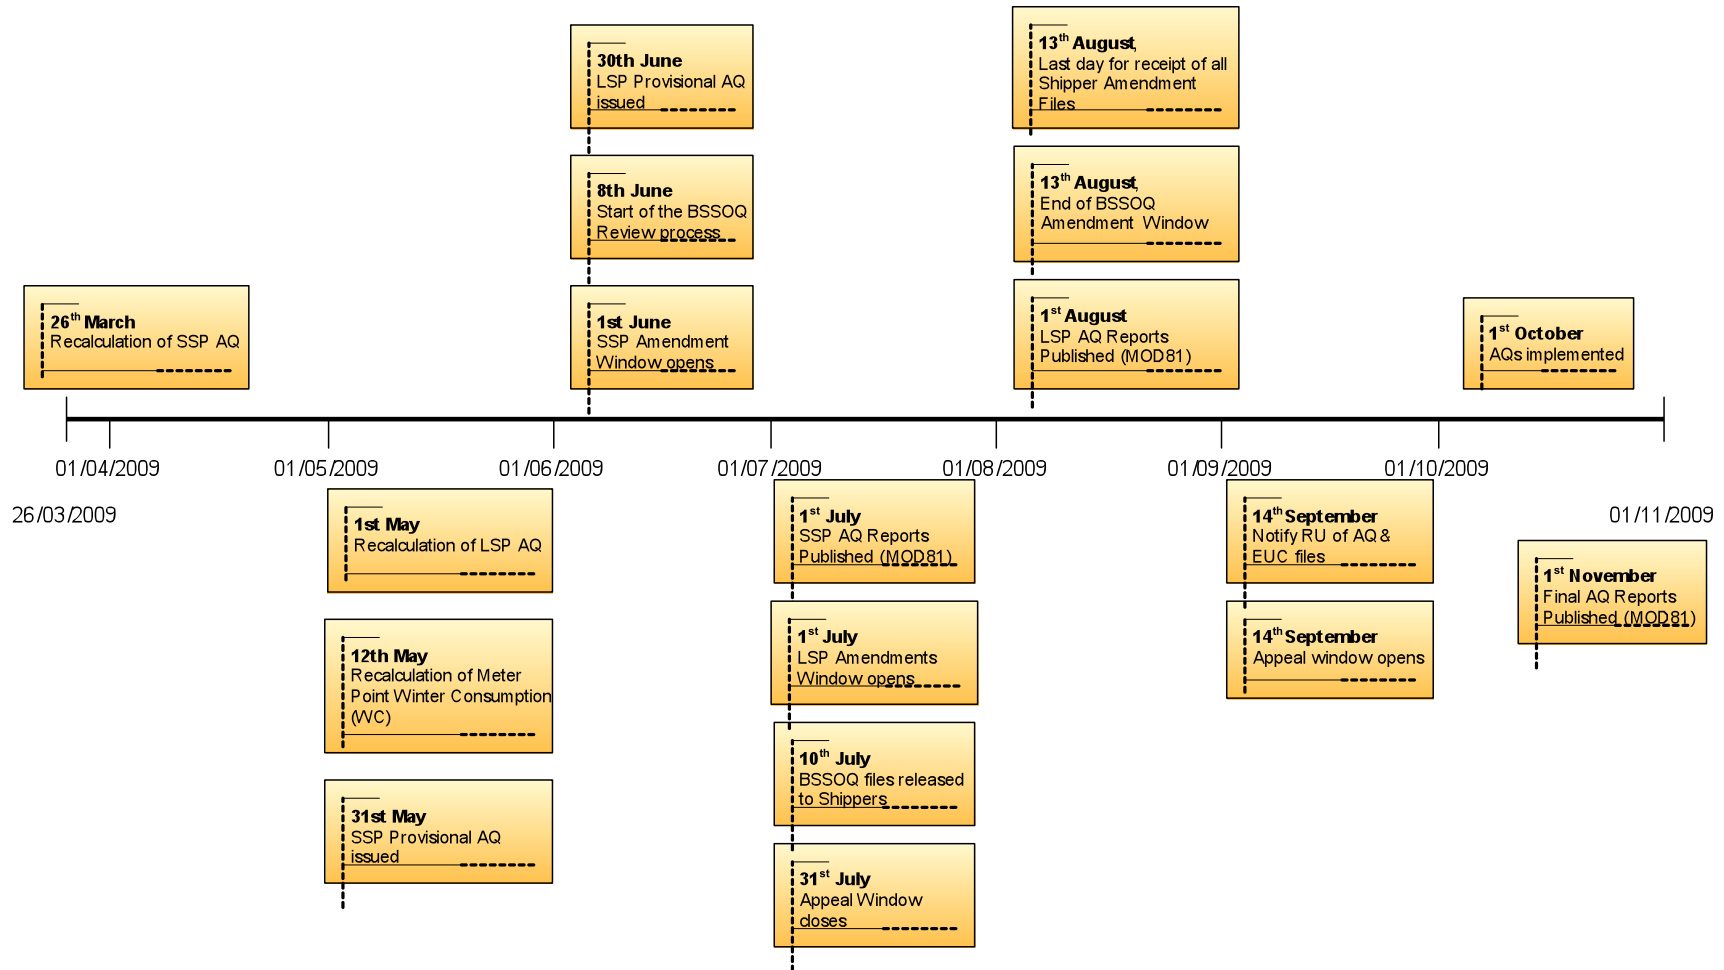 30th June
LSP Provisional AQ
issued
8th June
Start of the BSSOQ
Review process
1st June
SSP Amendment
Window opens
13th August,
Last day for receipt of all
Shipper Amendment
Files
13th August,
End of BSSOQ
Amendment Window
1st August
LSP AQ Reports
Published (MOD81)
26th March
Recalculation of SSP AQ
1st October
AQs implemented
01/04/2009
01/05/2009
01/06/2009
01/07/2009
01/08/2009
01/09/2009
01/10/2009
26/03/2009
01/11/2009
1st May
Recalculation of LSP AQ
12th May
Recalculation of Meter
Point Winter Consumption
(WC)
31st May
SSP Provisional AQ
issued
1st July
SSP AQ Reports
Published (MOD81)
1st July
LSP Amendments
Window opens
10th July
BSSOQ files released
to Shippers
31st July
Appeal Window
closes
14th September
Notify RU of AQ &
EUC files
14th September
Appeal window opens
1st November
Final AQ Reports
Published (MOD81)